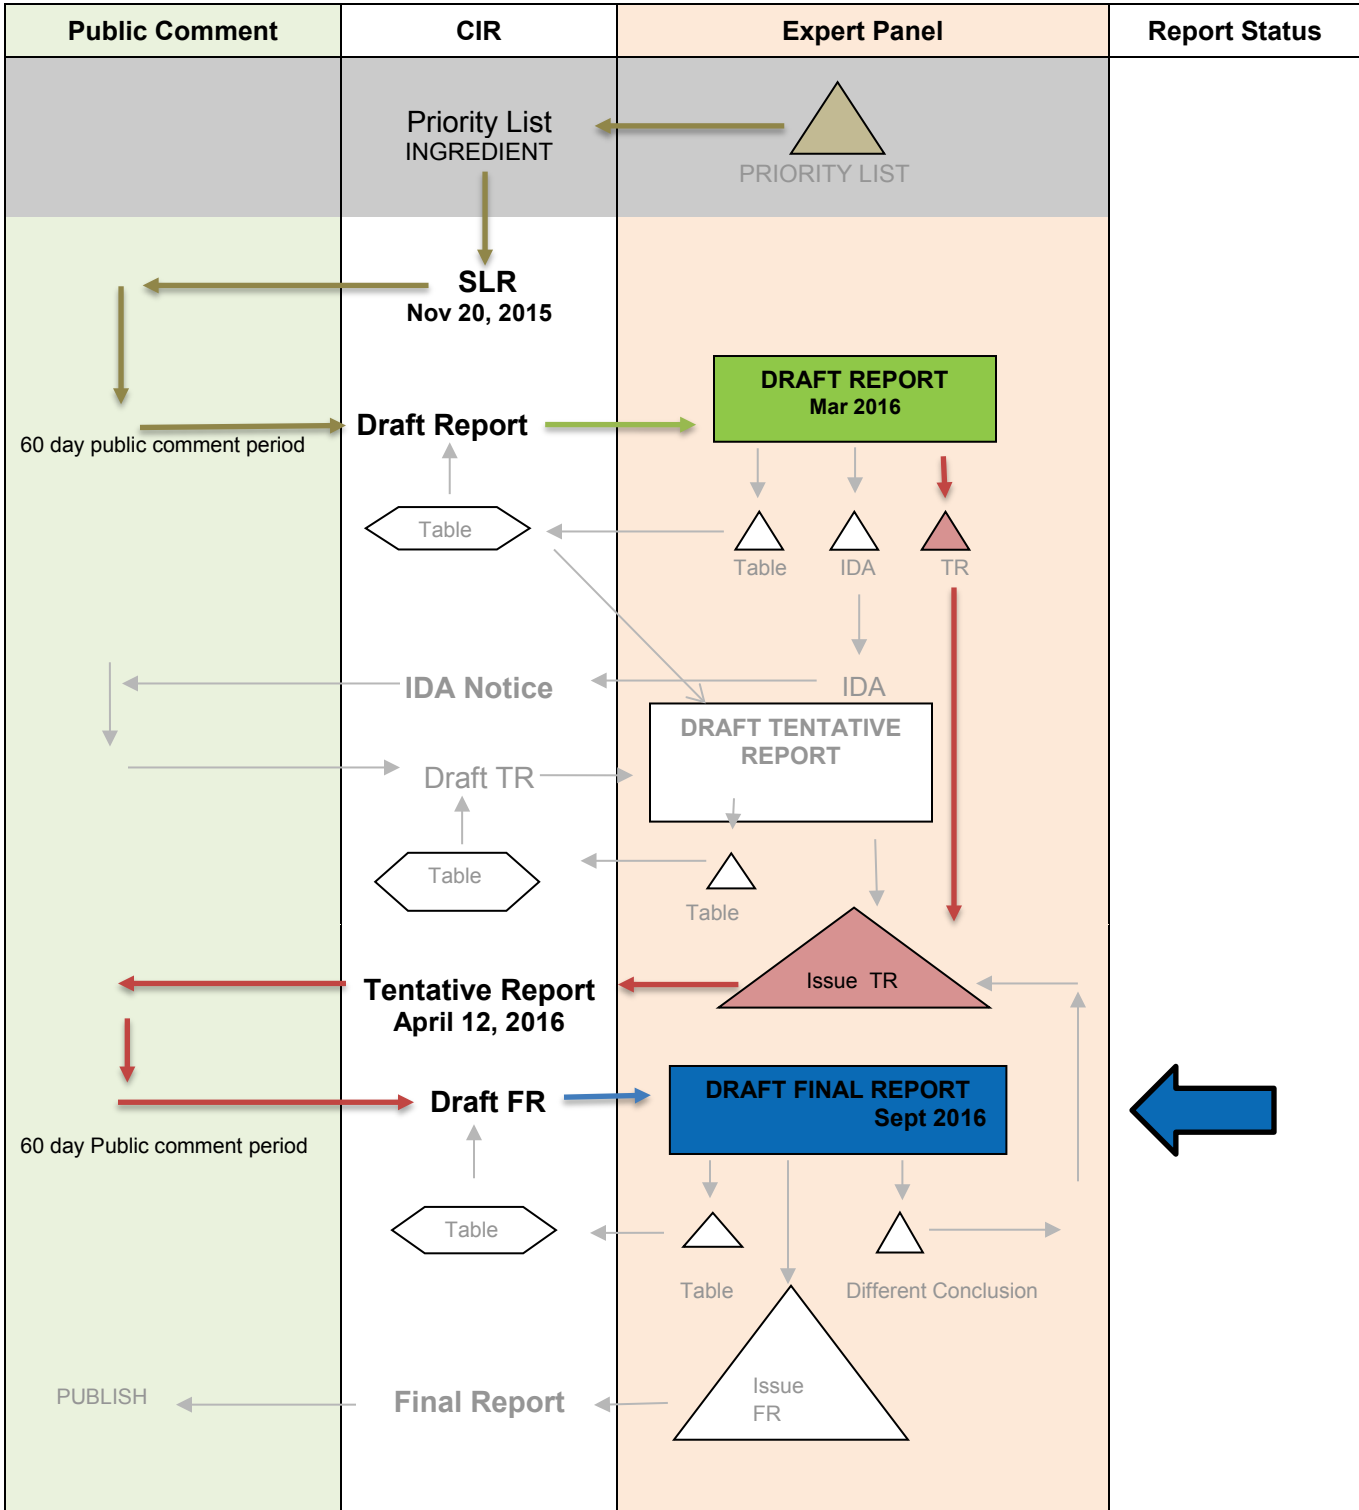 Public Comment
CIR
Expert Panel
Report Status
Priority List
INGREDIENT
PRIORITY LIST
SLR
Nov 20, 2015
DRAFT REPORT
Mar 2016
60 day public comment period
Draft Report
Table
Table
IDA
TR
IDA Notice
IDA
DRAFT TENTATIVE
REPORT
Draft TR
Table
Table
Issue TR
Tentative Report
April 12, 2016
DRAFT FINAL REPORT
Sept 2016
Draft FR
60 day Public comment period
Table
Table
Different Conclusion
PUBLISH
Final Report
Issue
FR